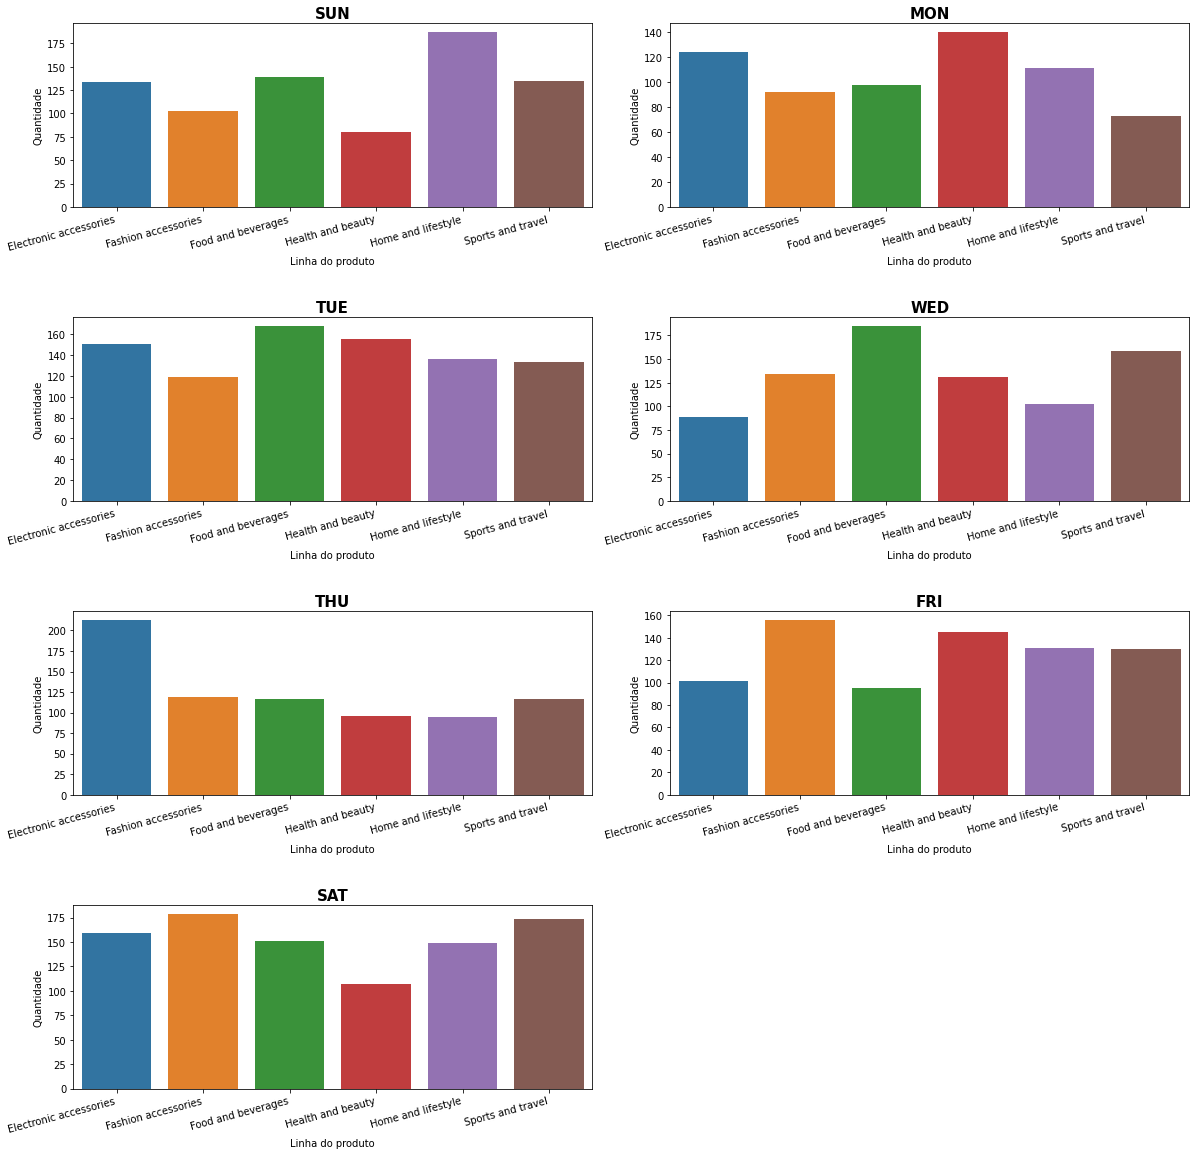 SUN
Quantidade
175
150
125
100
75
50
25
0
Electronic accessories
Fashion accessories
Food and beverages
Health and beauty
Home and lifestyle
Sports and travel
Linha do produto
MON
Quantidade
140
120
100
80
60
40
20
0
Electronic accessories
Fashion accessories
Food and beverages
Health and beauty
Home and lifestyle
Sports and travel
Linha do produto
TUE
Quantidade
160
140
120
100
80
60
40
20
0
Electronic accessories
Fashion accessories
Food and beverages
Health and beauty
Home and lifestyle
Sports and travel
Linha do produto
WED
Quantidade
175
150
125
100
75
50
25
0
Electronic accessories
Fashion accessories
Food and beverages
Health and beauty
Home and lifestyle
Sports and travel
Linha do produto
THU
Quantidade
200
175
150
125
100
75
50
25
0
Electronic accessories
Fashion accessories
Food and beverages
Health and beauty
Home and lifestyle
Sports and travel
Linha do produto
FRI
Quantidade
160
140
120
100
80
60
40
20
0
Electronic accessories
Fashion accessories
Food and beverages
Health and beauty
Home and lifestyle
Sports and travel
Linha do produto
SAT
Quantidade
175
150
125
100
75
50
25
0
Electronic accessories
Fashion accessories
Food and beverages
Health and beauty
Home and lifestyle
Sports and travel
Linha do produto